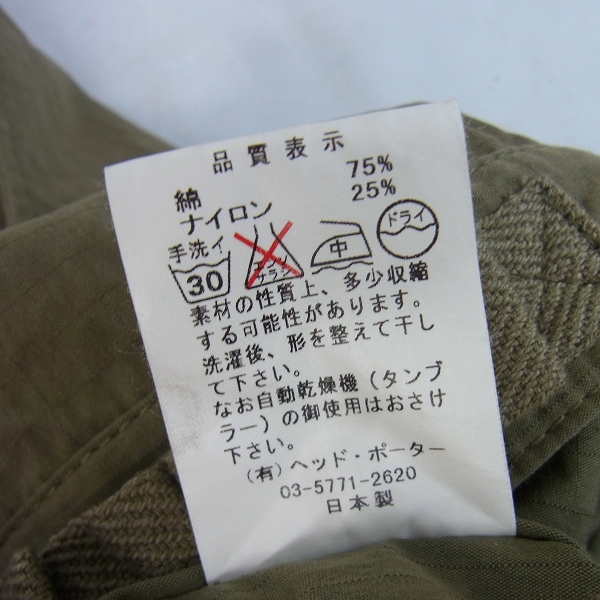 品質表示
綿 75%
ナイロン 25%
手洗イ
30
エンソ
サラシ
中
ドライ
素材の性質上、多少収縮
する可能性があります。
洗濯後、形を整えて干し
て下さい。
なお自動乾燥機（タンブ
ラー）の御使用はおさけ
下さい。
（有）ヘッド・ポーター
03-5771-2620
日本製